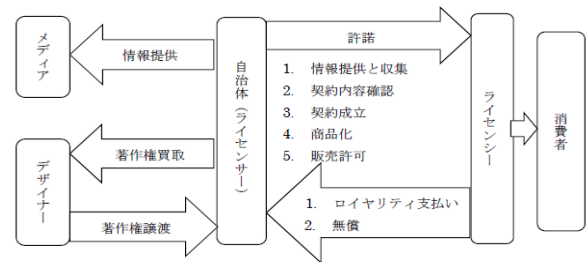 メディア
情報提供
デザイナー
著作権買取
著作権譲渡
自治体(ライセンサー)
許諾
1. 情報提供と収集
2. 契約内容確認
3. 契約成立
4. 商品化
5. 販売許可
1. ロイヤリティ支払い
2. 無償
ライセンシー
消費者